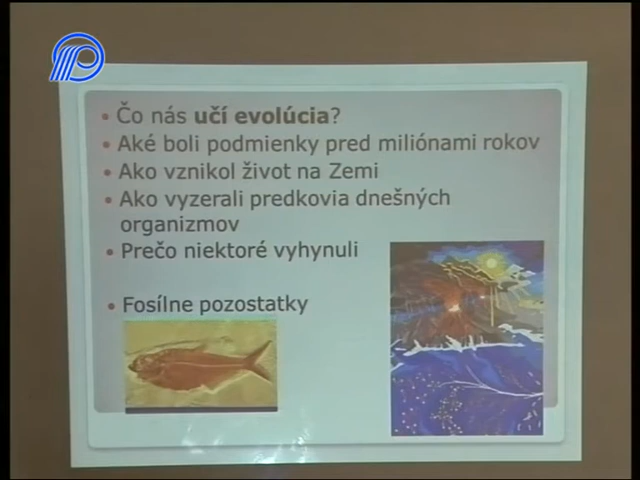 Čo nás učí evolúcia?
Aké boli podmienky pred miliónami rokov
Ako vznikol život na Zemi
Ako vyzerali predkovia dnešných
organizmov
Prečo niektoré vyhynuli
Fosílne pozostatky